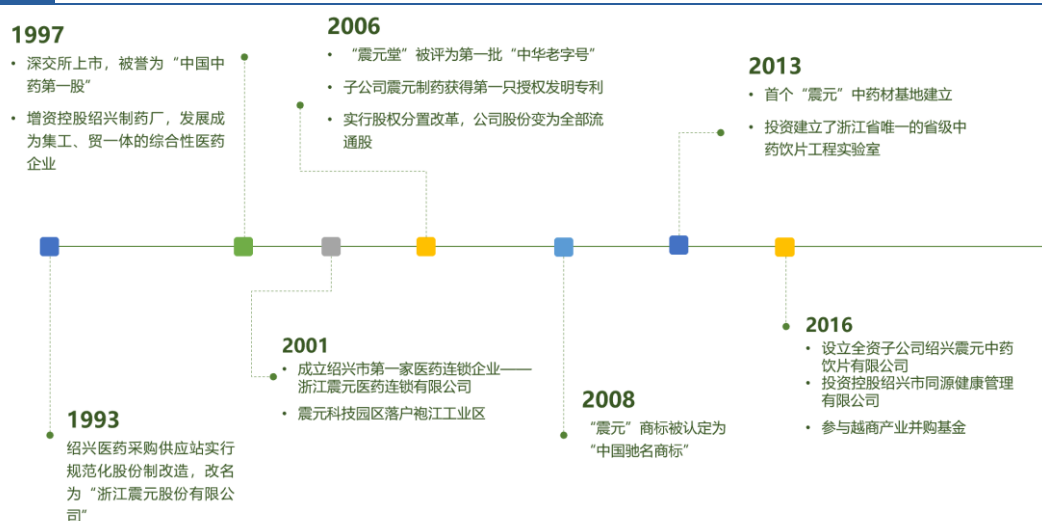 1997
• 深交所上市，被誉为“中国中
药第一股”
• 增资控股绍兴制药厂，发展成
为集工、贸一体的综合性医药
企业
2006
• “震元堂”被评为第一批“中华老字号”
• 子公司震元制药获得第一只授权发明专利
• 实行股权分置改革，公司股份变为全部流
通股
2013
• 首个“震元”中药材基地建立
• 投资建立了浙江省唯一的省级中
药饮片工程实验室
1993
绍兴医药采购供应站实行
规范化股份制改造，改名
为“浙江震元股份有限公
司”
2001
• 成立绍兴市第一家医药连锁企业——
浙江震元医药连锁有限公司
• 震元科技园区落户袍江工业区
2008
“震元”商标被认定为
“中国驰名商标”
2016
• 设立全资子公司绍兴震元中药
饮片有限公司
• 投资控股绍兴市同源健康管理
有限公司
• 参与越商产业并购基金